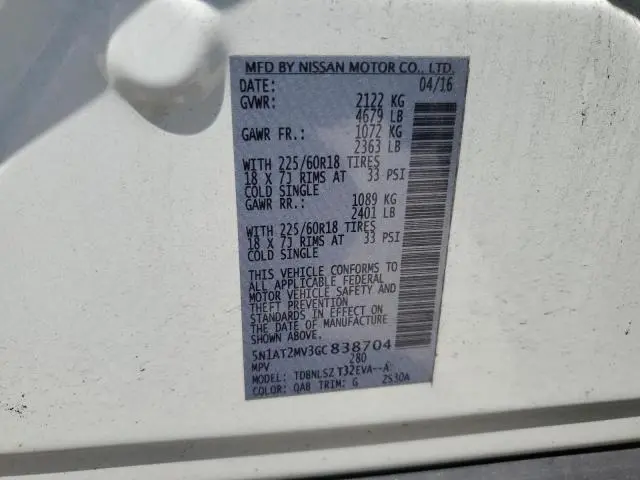 MFD BY NISSAN MOTOR CO., LTD.
DATE: 04/16
GVWR: 2122 KG
4679 LB
GAWR FR.: 1072 KG
2363 LB
WITH 225/60R18 TIRES
18 X 7J RIMS AT 33 PSI
COLD SINGLE
GAWR RR.: 1089 KG
2401 LB
WITH 225/60R18 TIRES
18 X 7J RIMS AT 33 PSI
COLD SINGLE
THIS VEHICLE CONFORMS TO
ALL APPLICABLE FEDERAL
MOTOR VEHICLE SAFETY AND
THEFT PREVENTION
STANDARDS IN EFFECT ON
THE DATE OF MANUFACTURE
SHOWN ABOVE.
5N1AT2MV3GC838704
MPV 280
MODEL: TDBNLSZ T32EVA--A
COLOR: QAB TRIM: G 2S30A